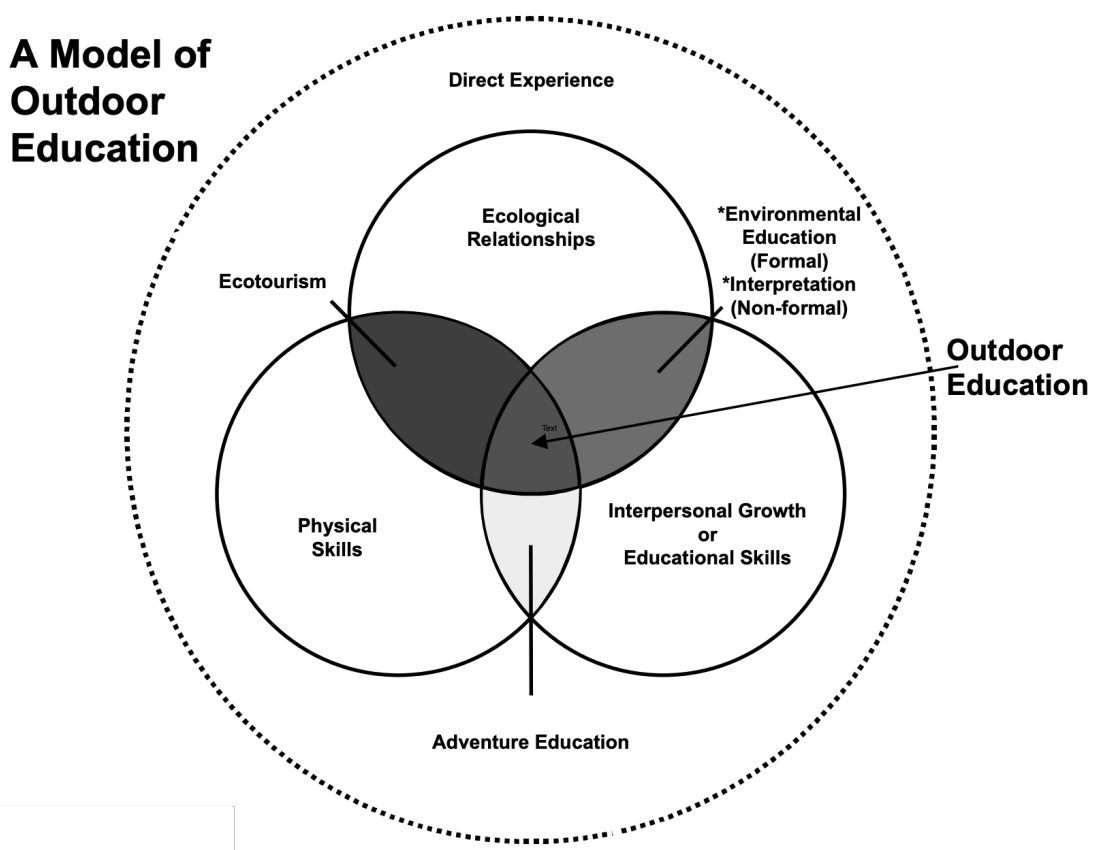 A Model of
Outdoor
Education
Direct Experience
Ecological
Relationships
*Environmental
Education
(Formal)
*Interpretation
(Non-formal)
Ecotourism
Outdoor
Education
Text
Physical
Skills
Interpersonal Growth
or
Educational Skills
Adventure Education